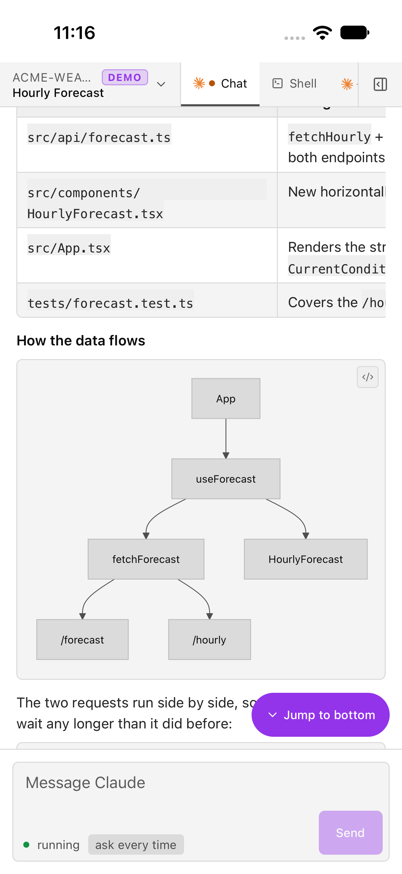 11:16
ACME-WEA... DEMO
Hourly Forecast
Chat
Shell
src/api/forecast.ts
fetchHourly +
both endpoints
src/components/
HourlyForecast.tsx
New horizontal
src/App.tsx
Renders the
CurrentCondit
tests/forecast.test.ts
Covers the /ho
How the data flows
</>
App
useForecast
fetchForecast
HourlyForecast
/forecast
/hourly
The two requests run side by side,
wait any longer than it did before:
Jump to bottom
Message Claude
running
ask every time
Send